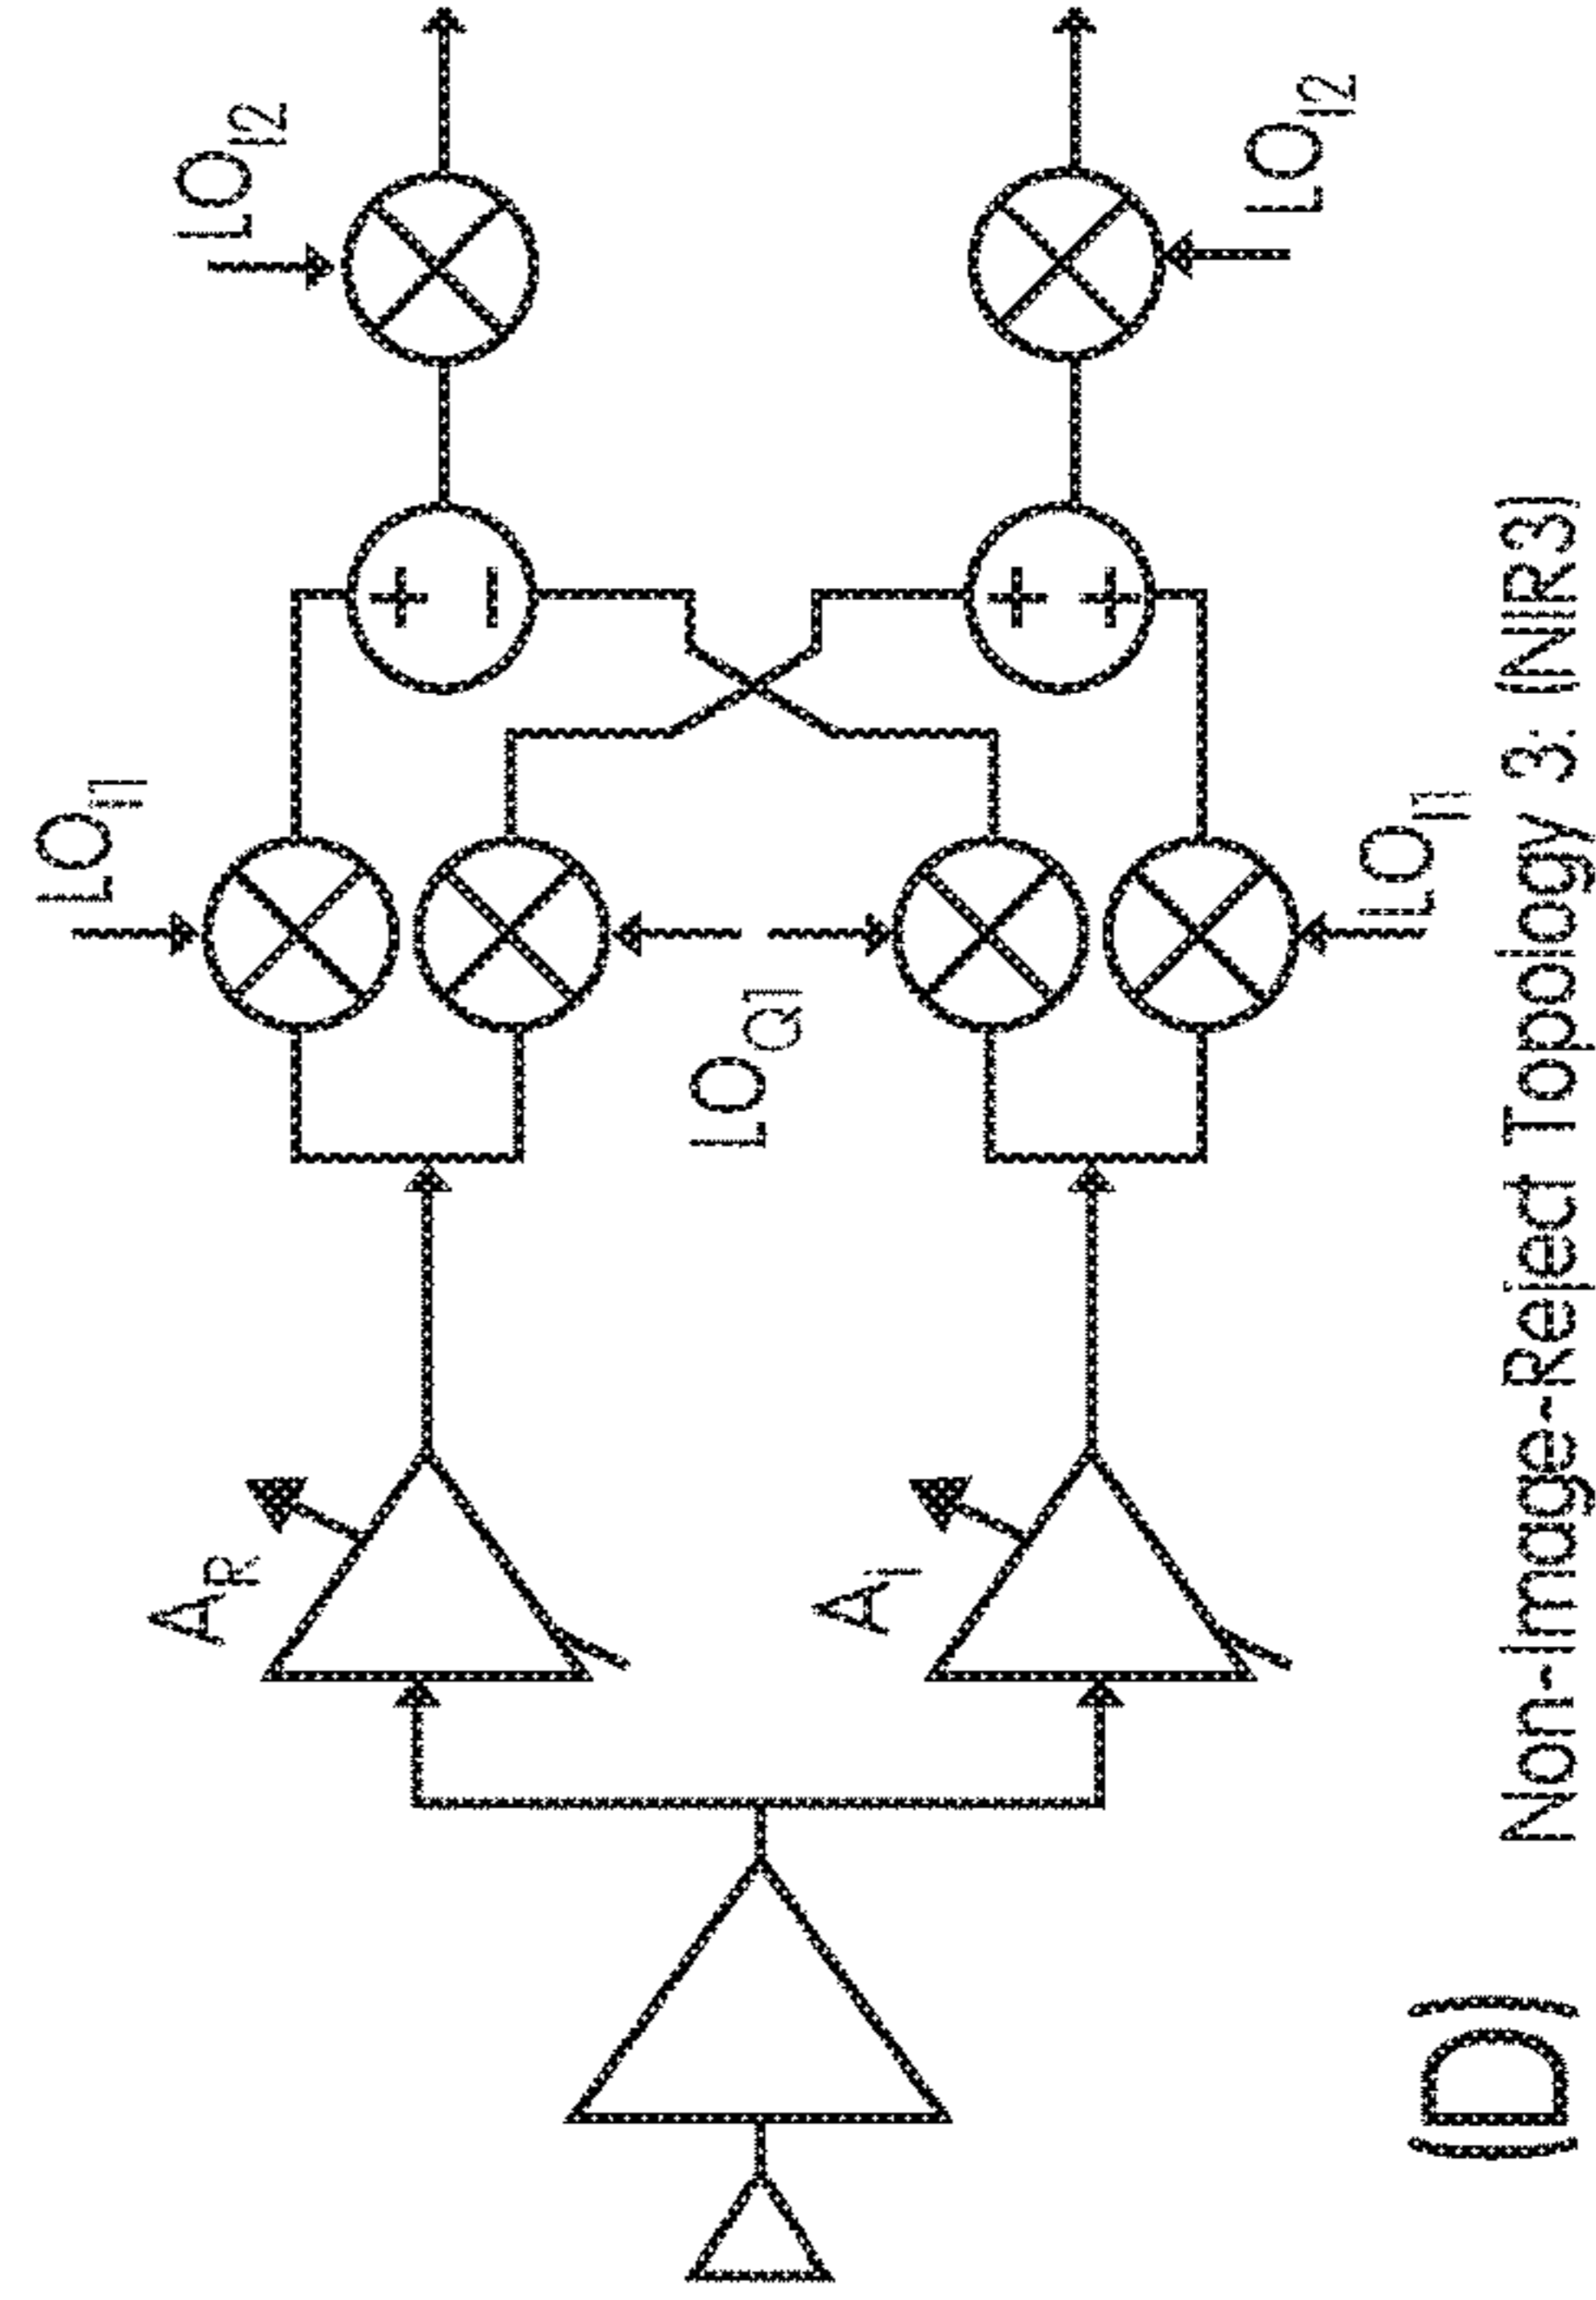 LO_I1
LO_I2
A_R
+
−
LO_Q1
A_I
+
+
LO_I1
LO_I2
(D) Non-Image-Reject Topology 3: (NIR3)